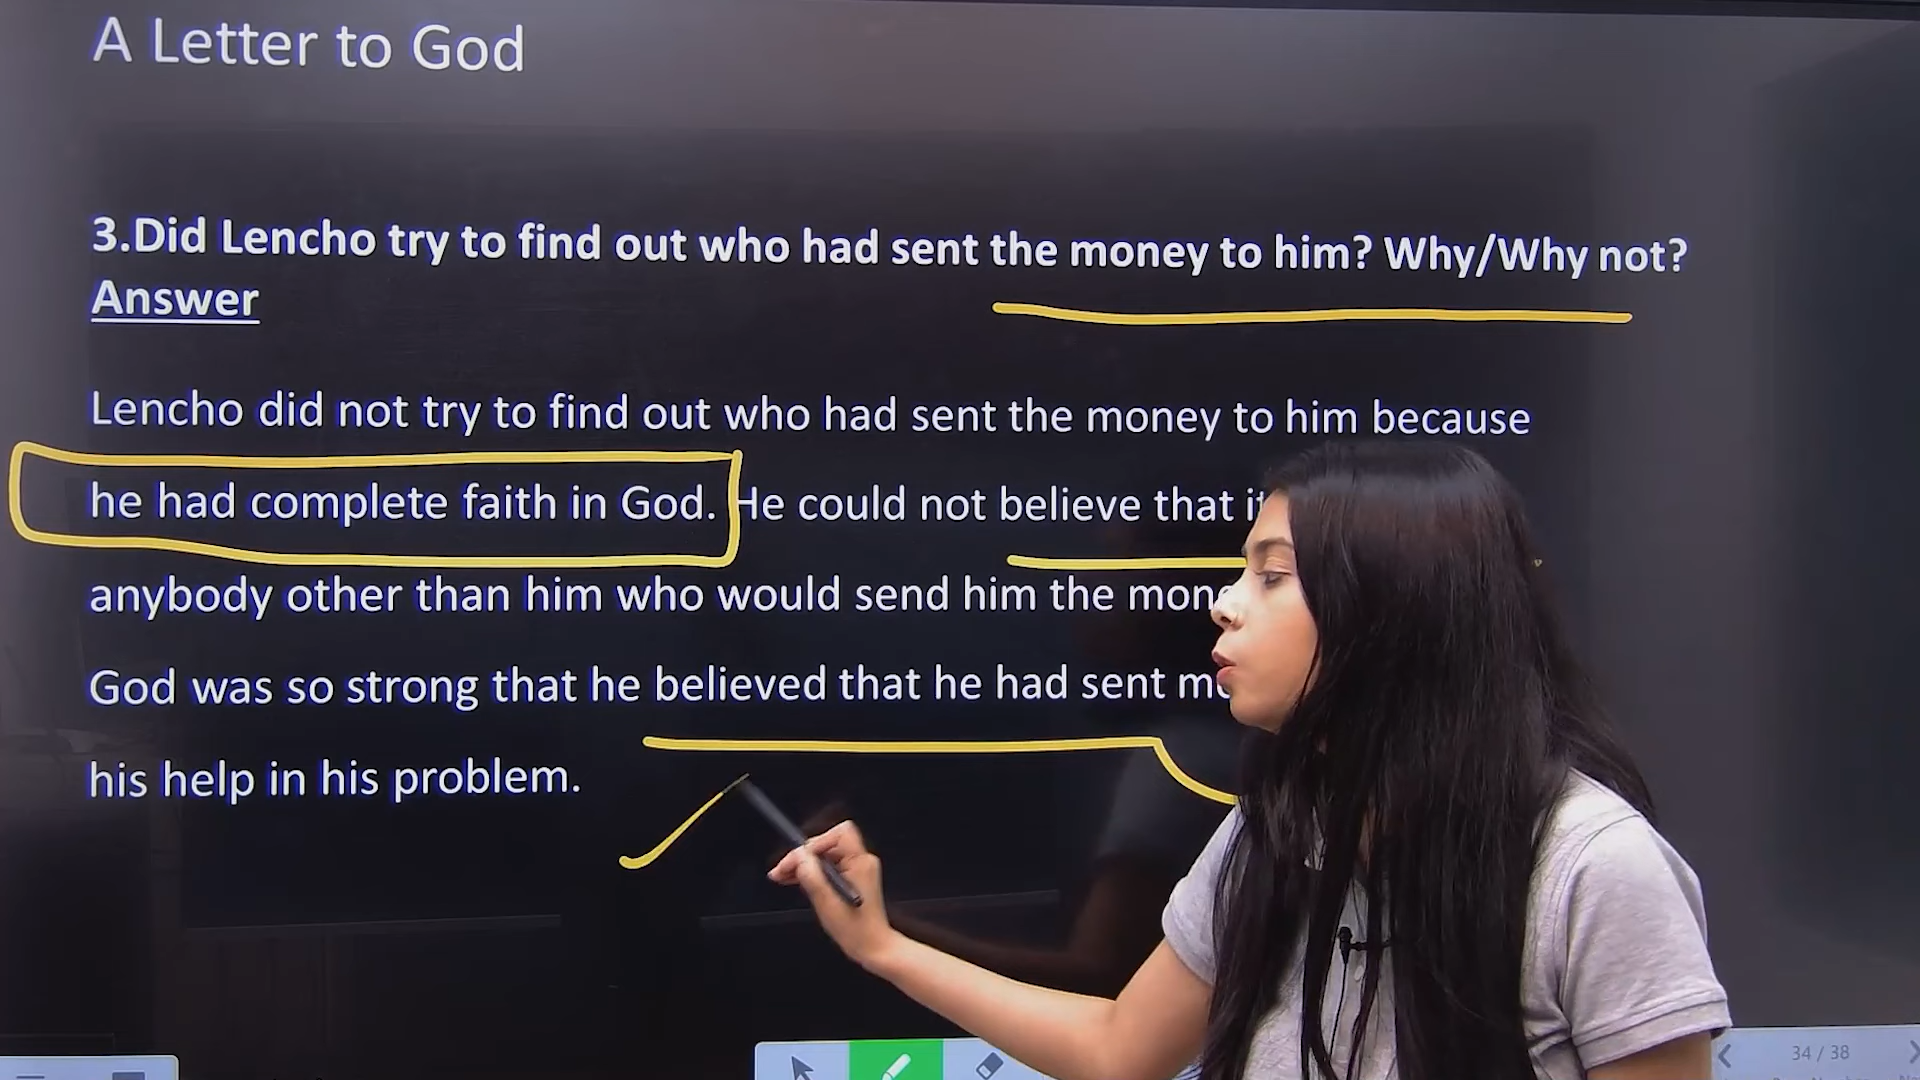 A Letter to God
3.Did Lencho try to find out who had sent the money to him? Why/Why not?
Answer
Lencho did not try to find out who had sent the money to him because
he had complete faith in God. He could not believe that
anybody other than him who would send him the
God was so strong that he believed that he had sent
his help in his problem.
34 / 38